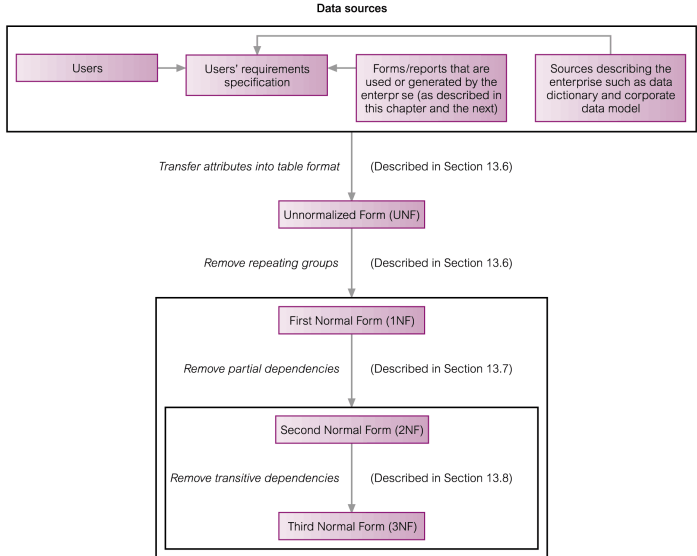 Data sources
Users
Users' requirements
specification
Forms/reports that are
used or generated by the
enterpr se (as described in
this chapter and the next)
Sources describing the
enterprise such as data
dictionary and corporate
data model
Transfer attributes into table format
(Described in Section 13.6)
Unnormalized Form (UNF)
Remove repeating groups
(Described in Section 13.6)
First Normal Form (1NF)
Remove partial dependencies
(Described in Section 13.7)
Second Normal Form (2NF)
Remove transitive dependencies
(Described in Section 13.8)
Third Normal Form (3NF)